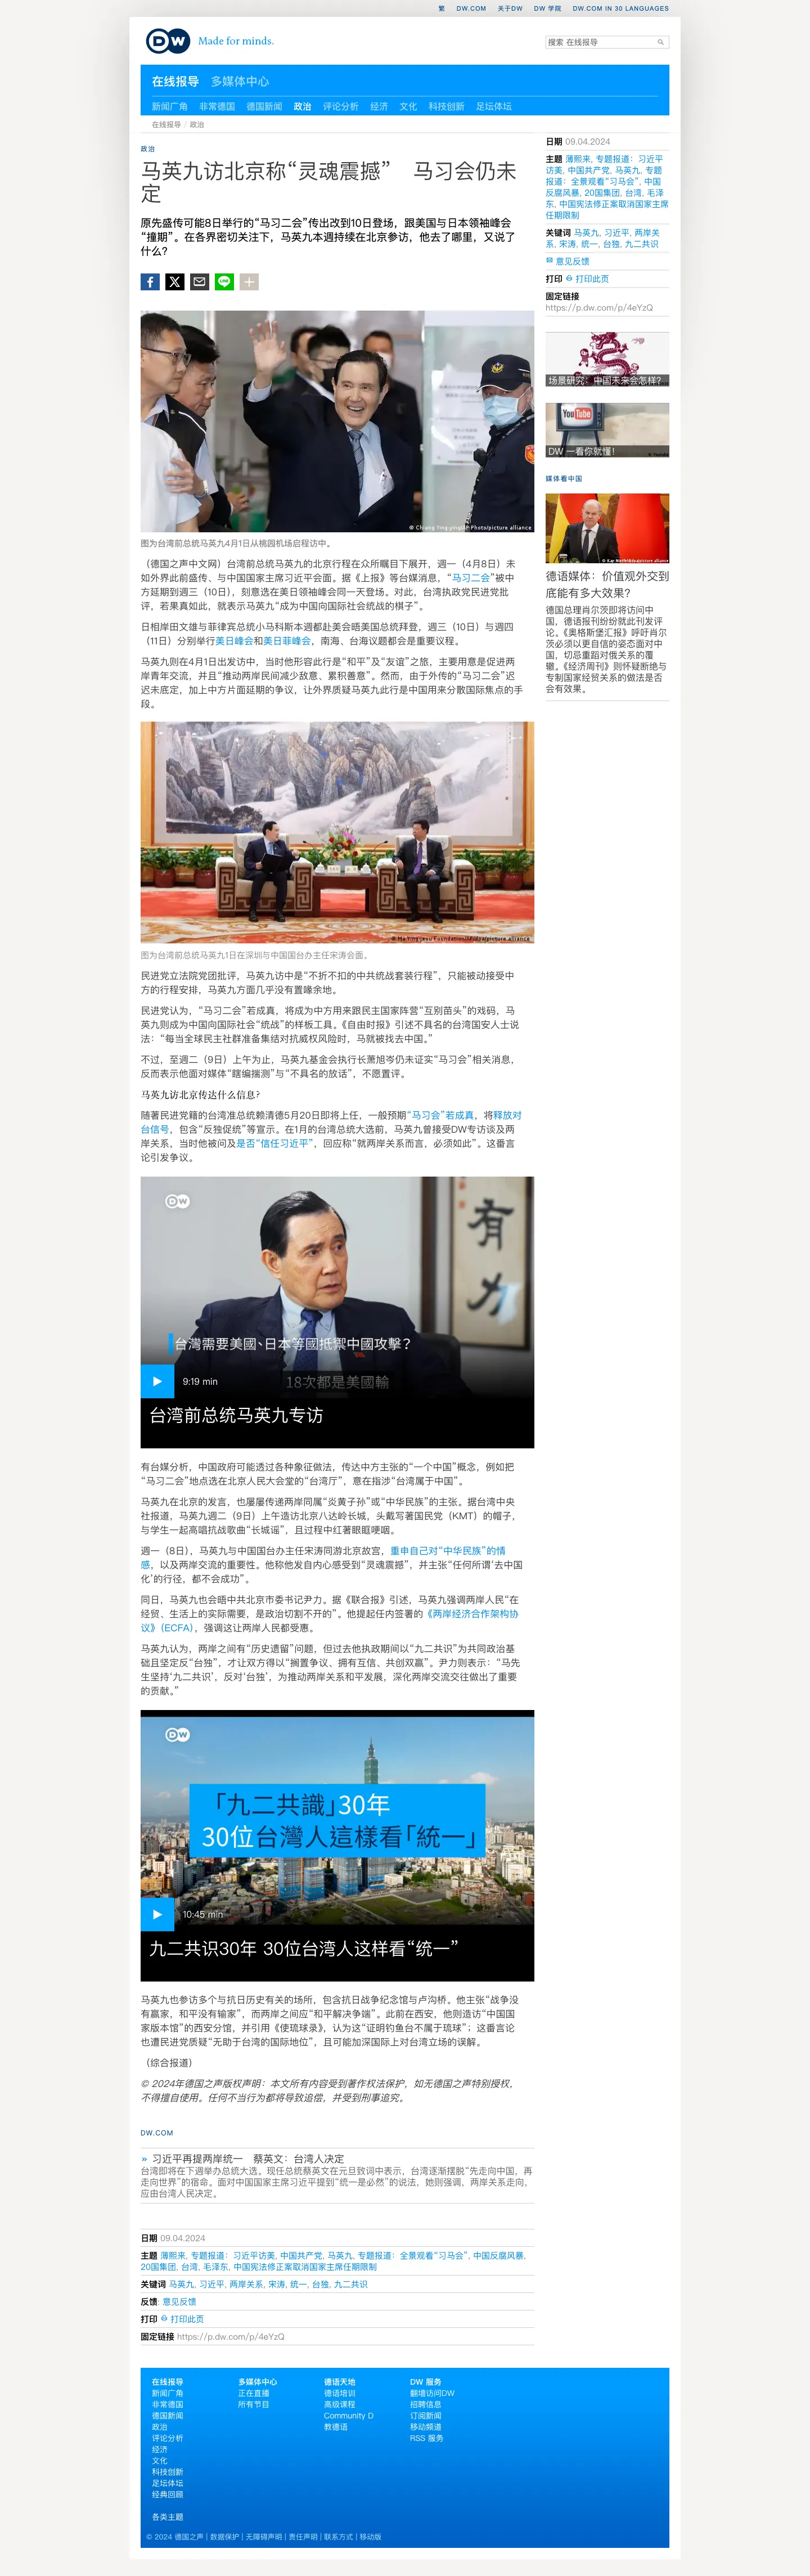 繁 DW.COM 关于DW DW 学院 DW.COM IN 30 LANGUAGES
DW Made for minds.
搜索 在线报导
在线报导 多媒体中心
新闻广角 非常德国 德国新闻 政治 评论分析 经济 文化 科技创新 足坛体坛
在线报导 / 政治
政治
马英九访北京称“灵魂震撼” 马习会仍未
定
原先盛传可能8日举行的“马习二会”传出改到10日登场，跟美国与日本领袖峰会
“撞期”。在各界密切关注下，马英九本週持续在北京参访，他去了哪里，又说了
什么？
© Chiang Ying-ying/AP Photo/picture alliance
图为台湾前总统马英九4月1日从桃园机场启程访中。
（德国之声中文网）台湾前总统马英九的北京行程在众所瞩目下展开，週一（4月8日）未
如外界此前盛传、与中国国家主席习近平会面。据《上报》等台媒消息，“马习二会”被中
方延期到週三（10日），刻意选在美日领袖峰会同一天登场。对此，台湾执政党民进党批
评，若果真如此，就表示马英九“成为中国向国际社会统战的棋子”。
日相岸田文雄与菲律宾总统小马科斯本週都赴美会晤美国总统拜登，週三（10日）与週四
（11日）分别举行美日峰会和美日菲峰会，南海、台海议题都会是重要议程。
马英九则在4月1日出发访中，当时他形容此行是“和平”及“友谊”之旅，主要用意是促进两
岸青年交流，并且“推动两岸民间减少敌意、累积善意”。然而，由于外传的“马习二会”迟
迟未底定，加上中方片面延期的争议，让外界质疑马英九此行是中国用来分散国际焦点的手
段。
© Ma Ying-jeou Foundation/AP/dpa/picture alliance
图为台湾前总统马英九1日在深圳与中国国台办主任宋涛会面。
民进党立法院党团批评，马英九访中是“不折不扣的中共统战套装行程”，只能被动接受中
方的行程安排，马英九方面几乎没有置喙余地。
民进党认为，“马习二会”若成真，将成为中方用来跟民主国家阵营“互别苗头”的戏码，马
英九则成为中国向国际社会“统战”的样板工具。《自由时报》引述不具名的台湾国安人士说
法：“每当全球民主社群准备集结对抗威权风险时，马就被找去中国。”
不过，至週二（9日）上午为止，马英九基金会执行长萧旭岑仍未证实“马习会”相关消息，
反而表示他面对媒体“瞎编揣测”与“不具名的放话”，不愿置评。
马英九访北京传达什么信息？
随著民进党籍的台湾准总统赖清德5月20日即将上任，一般预期“马习会”若成真，将释放对
台信号，包含“反独促统”等宣示。在1月的台湾总统大选前，马英九曾接受DW专访谈及两
岸关系，当时他被问及是否“信任习近平”，回应称“就两岸关系而言，必须如此”。这番言
论引发争议。
DW
有
力
台灣需要美國、日本等國抵禦中國攻擊？
18次都是美國輸
9:19 min
台湾前总统马英九专访
有台媒分析，中国政府可能透过各种象征做法，传达中方主张的“一个中国”概念，例如把
“马习二会”地点选在北京人民大会堂的“台湾厅”，意在指涉“台湾属于中国”。
马英九在北京的发言，也屡屡传递两岸同属“炎黄子孙”或“中华民族”的主张。据台湾中央
社报道，马英九週二（9日）上午造访北京八达岭长城，头戴写著国民党（KMT）的帽子，
与学生一起高唱抗战歌曲“长城谣”，且过程中红著眼眶哽咽。
週一（8日），马英九与中国国台办主任宋涛同游北京故宫，重申自己对“中华民族”的情
感，以及两岸交流的重要性。他称他发自内心感受到“灵魂震撼”，并主张“任何所谓‘去中国
化’的行径，都不会成功”。
同日，马英九也会晤中共北京市委书记尹力。据《联合报》引述，马英九强调两岸人民“在
经贸、生活上的实际需要，是政治切割不开的”。他提起任内签署的《两岸经济合作架构协
议》（ECFA），强调这让两岸人民都受惠。
马英九认为，两岸之间有“历史遗留”问题，但过去他执政期间以“九二共识”为共同政治基
础且坚定反“台独”，才让双方得以“搁置争议、拥有互信、共创双赢”。尹力则表示：“马先
生坚持‘九二共识’，反对‘台独’，为推动两岸关系和平发展，深化两岸交流交往做出了重要
的贡献。”
DW
「九二共識」30年
30位台灣人這樣看「統一」
10:45 min
九二共识30年 30位台湾人这样看“统一”
马英九也参访多个与抗日历史有关的场所，包含抗日战争纪念馆与卢沟桥。他主张“战争没
有赢家，和平没有输家”，而两岸之间应“和平解决争端”。此前在西安，他则造访“中国国
家版本馆”的西安分馆，并引用《使琉球录》，认为这“证明钓鱼台不属于琉球”；这番言论
也遭民进党质疑“无助于台湾的国际地位”，且可能加深国际上对台湾立场的误解。
（综合报道）
© 2024年德国之声版权声明：本文所有内容受到著作权法保护，如无德国之声特别授权，
不得擅自使用。任何不当行为都将导致追偿，并受到刑事追究。
DW.COM
» 习近平再提两岸统一 蔡英文：台湾人决定
台湾即将在下週举办总统大选。现任总统蔡英文在元旦致词中表示，台湾逐渐摆脱“先走向中国，再
走向世界”的宿命。面对中国国家主席习近平提到“统一是必然”的说法，她则强调，两岸关系走向，
应由台湾人民决定。
日期 09.04.2024
主题 薄熙来, 专题报道：习近平访美, 中国共产党, 马英九, 专题报道：全景观看“习马会”, 中国反腐风暴,
20国集团, 台湾, 毛泽东, 中国宪法修正案取消国家主席任期限制
关键词 马英九, 习近平, 两岸关系, 宋涛, 统一, 台独, 九二共识
反馈: 意见反馈
打印 打印此页
固定链接 https://p.dw.com/p/4eYzQ
日期 09.04.2024
主题 薄熙来, 专题报道：习近平
访美, 中国共产党, 马英九, 专题
报道：全景观看“习马会”, 中国
反腐风暴, 20国集团, 台湾, 毛泽
东, 中国宪法修正案取消国家主席
任期限制
关键词 马英九, 习近平, 两岸关
系, 宋涛, 统一, 台独, 九二共识
意见反馈
打印 打印此页
固定链接
https://p.dw.com/p/4eYzQ
场景研究：中国未来会怎样？
YouTube
DW 一看你就懂！
媒体看中国
德语媒体：价值观外交到
底能有多大效果？
德国总理肖尔茨即将访问中
国，德语报刊纷纷就此刊发评
论。《奥格斯堡汇报》呼吁肖尔
茨必须以更自信的姿态面对中
国，切忌重蹈对俄关系的覆
辙。《经济周刊》则怀疑断绝与
专制国家经贸关系的做法是否
会有效果。
在线报导
新闻广角
非常德国
德国新闻
政治
评论分析
经济
文化
科技创新
足坛体坛
经典回顾
各类主题
多媒体中心
正在直播
所有节目
德语天地
德语培训
高级课程
Community D
教德语
DW 服务
翻墙访问DW
招聘信息
订阅新闻
移动频道
RSS 服务
© 2024 德国之声 | 数据保护 | 无障碍声明 | 责任声明 | 联系方式 | 移动版